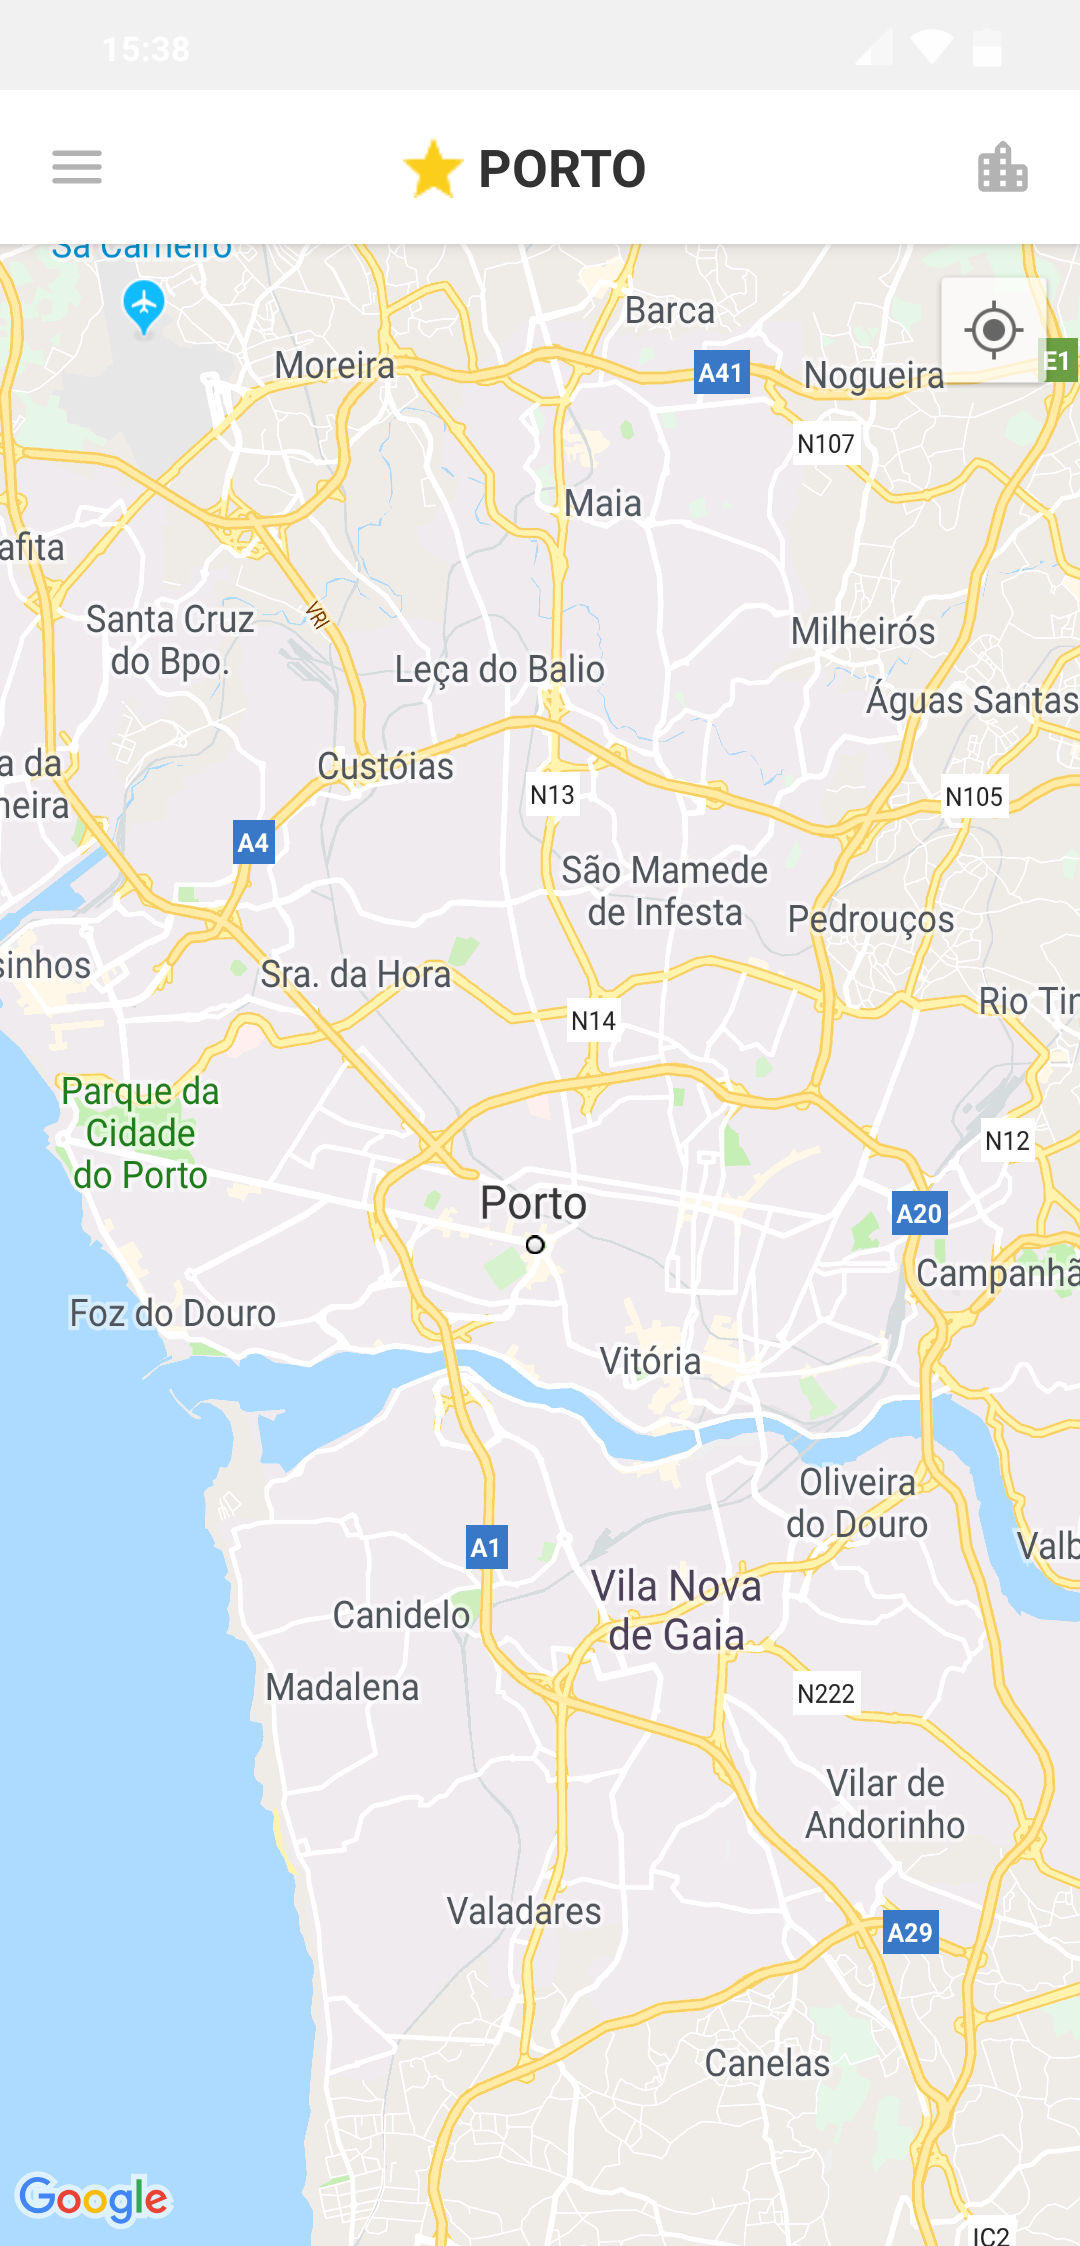 15:38
PORTO
Sá Carneiro
Barca
Moreira
A41
Nogueira
E1
N107
Maia
afita
Santa Cruz
do Bpo.
VRI
Milheirós
Leça do Balio
Águas Santas
a da
neira
Custóias
N13
N105
A4
São Mamede
de Infesta
Pedrouços
sinhos
Sra. da Hora
Rio Tin
N14
Parque da
Cidade
do Porto
N12
Porto
A20
Campanhã
Foz do Douro
Vitória
Oliveira
do Douro
A1
Valb
Vila Nova
de Gaia
Canidelo
Madalena
N222
Vilar de
Andorinho
Valadares
A29
Canelas
Google
IC2